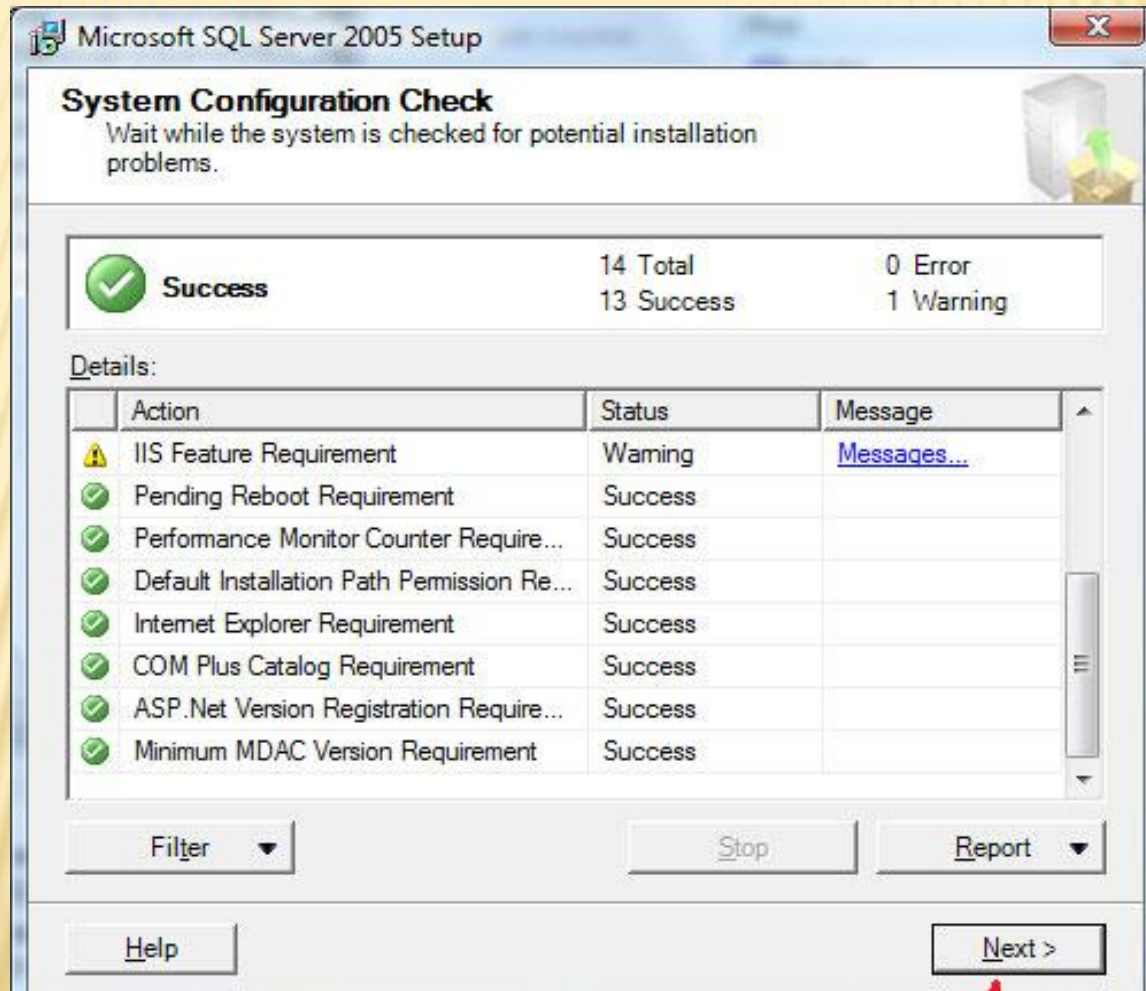 Microsoft SQL Server 2005 Setup
System Configuration Check
Wait while the system is checked for potential installation
problems.
Success
14 Total
0 Error
13 Success
1 Warning
Details:
Action Status Message
IIS Feature Requirement Warning Messages...
Pending Reboot Requirement Success
Performance Monitor Counter Require... Success
Default Installation Path Permission Re... Success
Internet Explorer Requirement Success
COM Plus Catalog Requirement Success
ASP.Net Version Registration Require... Success
Minimum MDAC Version Requirement Success
Filter Stop Report
Help Next >